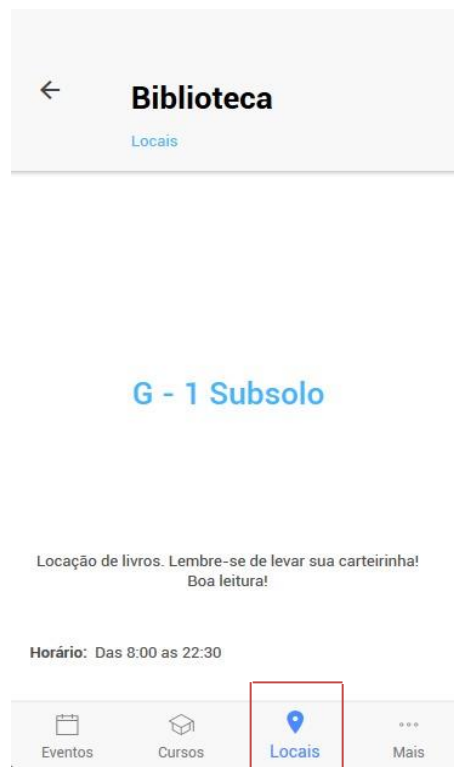 Biblioteca
Locais
G - 1 Subsolo
Locação de livros. Lembre-se de levar sua carteirinha!
Boa leitura!
Horário: Das 8:00 as 22:30
Eventos Cursos Locais Mais